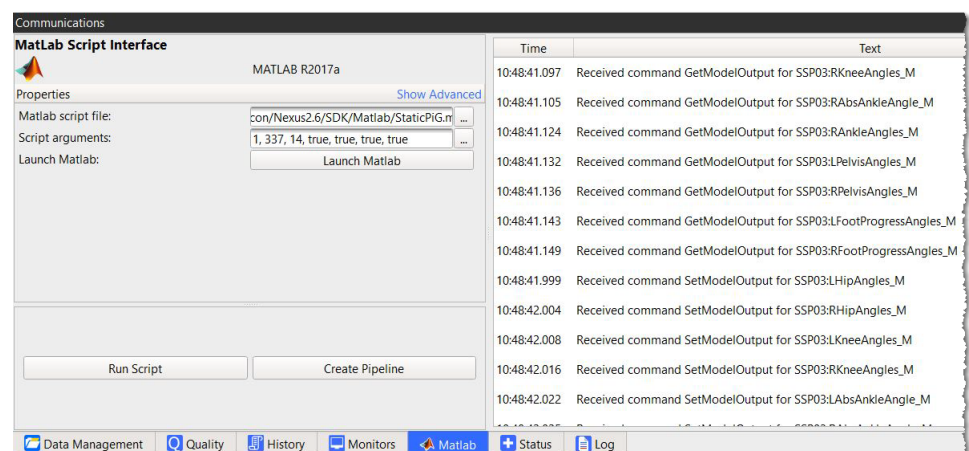 Communications
MatLab Script Interface
MATLAB R2017a
Properties Show Advanced
Matlab script file: con/Nexus2.6/SDK/Matlab/StaticPiG.m ...
Script arguments: 1, 337, 14, true, true, true, true ...
Launch Matlab: Launch Matlab
Run Script Create Pipeline
Time Text
10:48:41.097 Received command GetModelOutput for SSP03:RKneeAngles_M
10:48:41.105 Received command GetModelOutput for SSP03:RAbsAnkleAngle_M
10:48:41.124 Received command GetModelOutput for SSP03:RAnkleAngles_M
10:48:41.132 Received command GetModelOutput for SSP03:LPelvisAngles_M
10:48:41.136 Received command GetModelOutput for SSP03:RPelvisAngles_M
10:48:41.143 Received command GetModelOutput for SSP03:LFootProgressAngles_M
10:48:41.149 Received command GetModelOutput for SSP03:RFootProgressAngles_M
10:48:41.999 Received command SetModelOutput for SSP03:LHipAngles_M
10:48:42.004 Received command SetModelOutput for SSP03:RHipAngles_M
10:48:42.008 Received command SetModelOutput for SSP03:LKneeAngles_M
10:48:42.016 Received command SetModelOutput for SSP03:RKneeAngles_M
10:48:42.022 Received command SetModelOutput for SSP03:LAbsAnkleAngle_M
Data Management Q Quality History Monitors Matlab Status Log